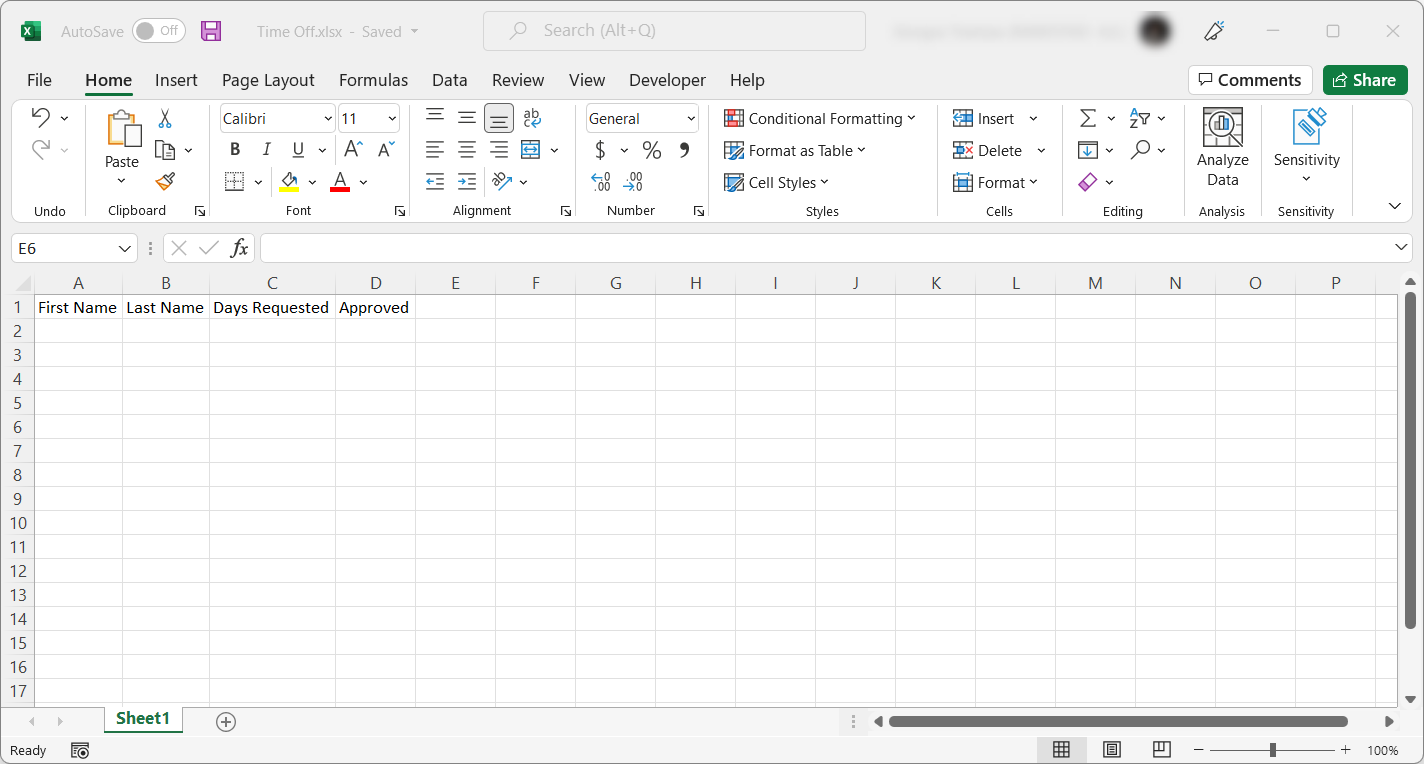 AutoSave Off Time Off.xlsx - Saved Search (Alt+Q)
File Home Insert Page Layout Formulas Data Review View Developer Help Comments Share
Calibri 11 General Conditional Formatting Insert
Paste B I U A A $ % Format as Table Delete Analyze Data Sensitivity
A Cell Styles Format
Undo Clipboard Font Alignment Number Styles Cells Editing Analysis Sensitivity
E6 fx
A B C D E F G H I J K L M N O P
1 First Name Last Name Days Requested Approved
2
3
4
5
6
7
8
9
10
11
12
13
14
15
16
17
Sheet1
Ready 100%